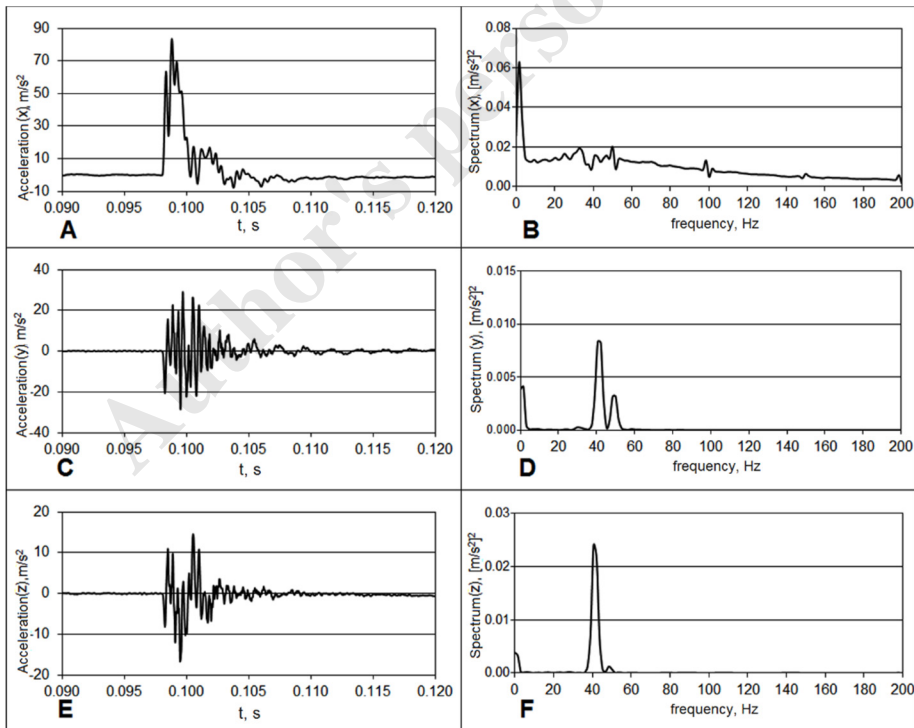 Author's person
Acceleration (x), m/s²
90
70
50
30
10
-10
0.090 0.095 0.100 0.105 0.110 0.115 0.120
t, s
A
Spectrum (x), [m/s²]²
0.08
0.06
0.04
0.02
0.00
0 20 40 60 80 100 120 140 160 180 200
frequency, Hz
B
Acceleration(y) m/s²
40
20
0
-20
-40
0.090 0.095 0.100 0.105 0.110 0.115 0.120
t, s
C
Spectrum (y), [m/s²]²
0.015
0.010
0.005
0.000
0 20 40 60 80 100 120 140 160 180 200
frequency, Hz
D
Acceleration(z),m/s²
20
10
0
-10
-20
0.090 0.095 0.100 0.105 0.110 0.115 0.120
t, s
E
Spectrum(z), [m/s²]²
0.03
0.02
0.01
0.00
0 20 40 60 80 100 120 140 160 180 200
frequency, Hz
F